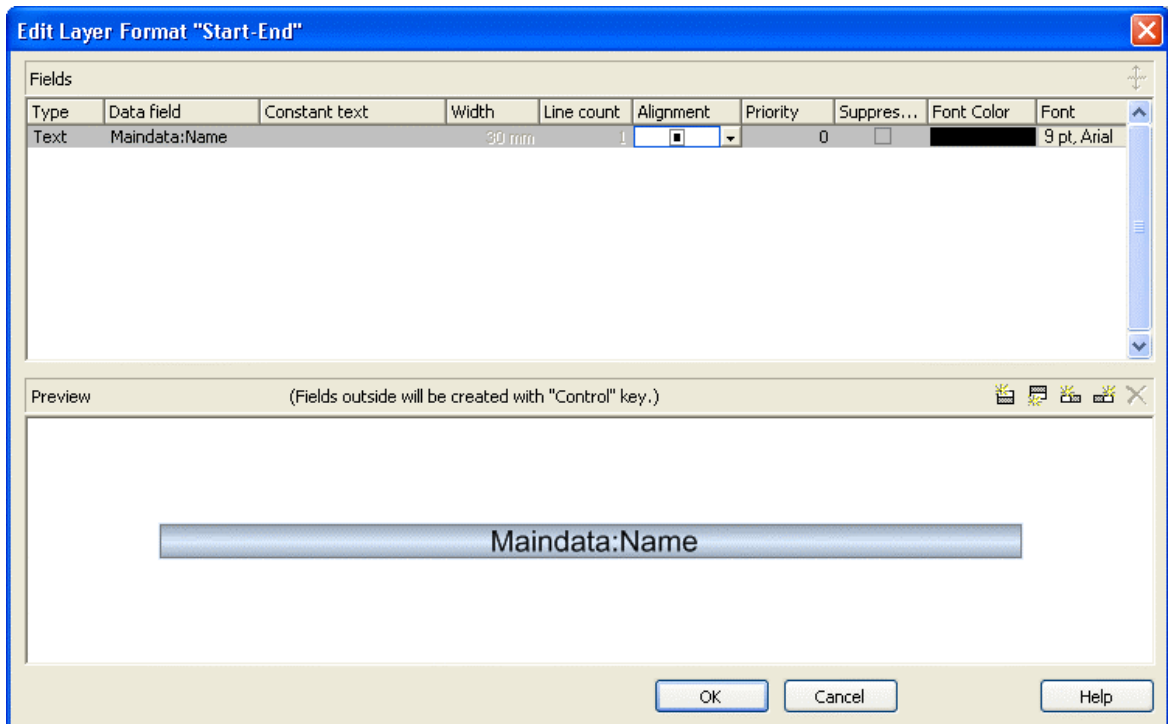 Edit Layer Format "Start-End"
Fields
Type Data field Constant text Width Line count Alignment Priority Suppres... Font Color Font
Text Maindata:Name 30 mm 1 0 9 pt, Arial
Preview (Fields outside will be created with "Control" key.)
Maindata:Name
OK Cancel Help